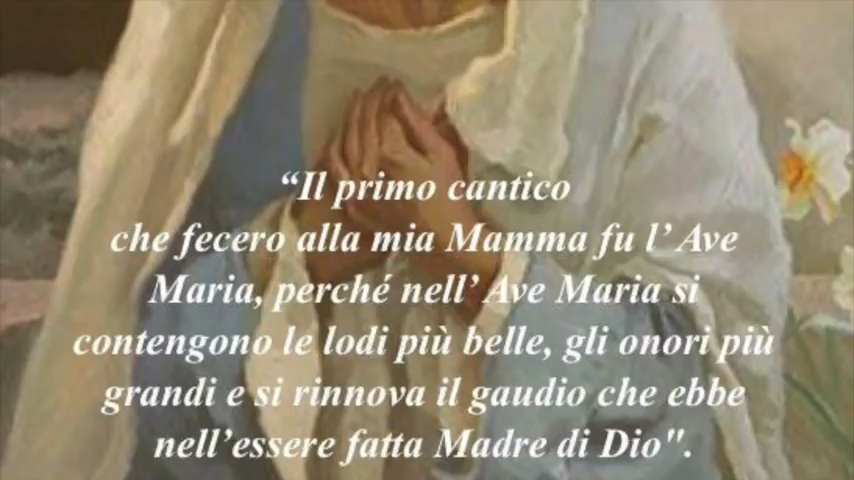 “Il primo cantico
che fecero alla mia Mamma fu l’Ave
Maria, perché nell’Ave Maria si
contengono le lodi più belle, gli onori più
grandi e si rinnova il gaudio che ebbe
nell’essere fatta Madre di Dio".